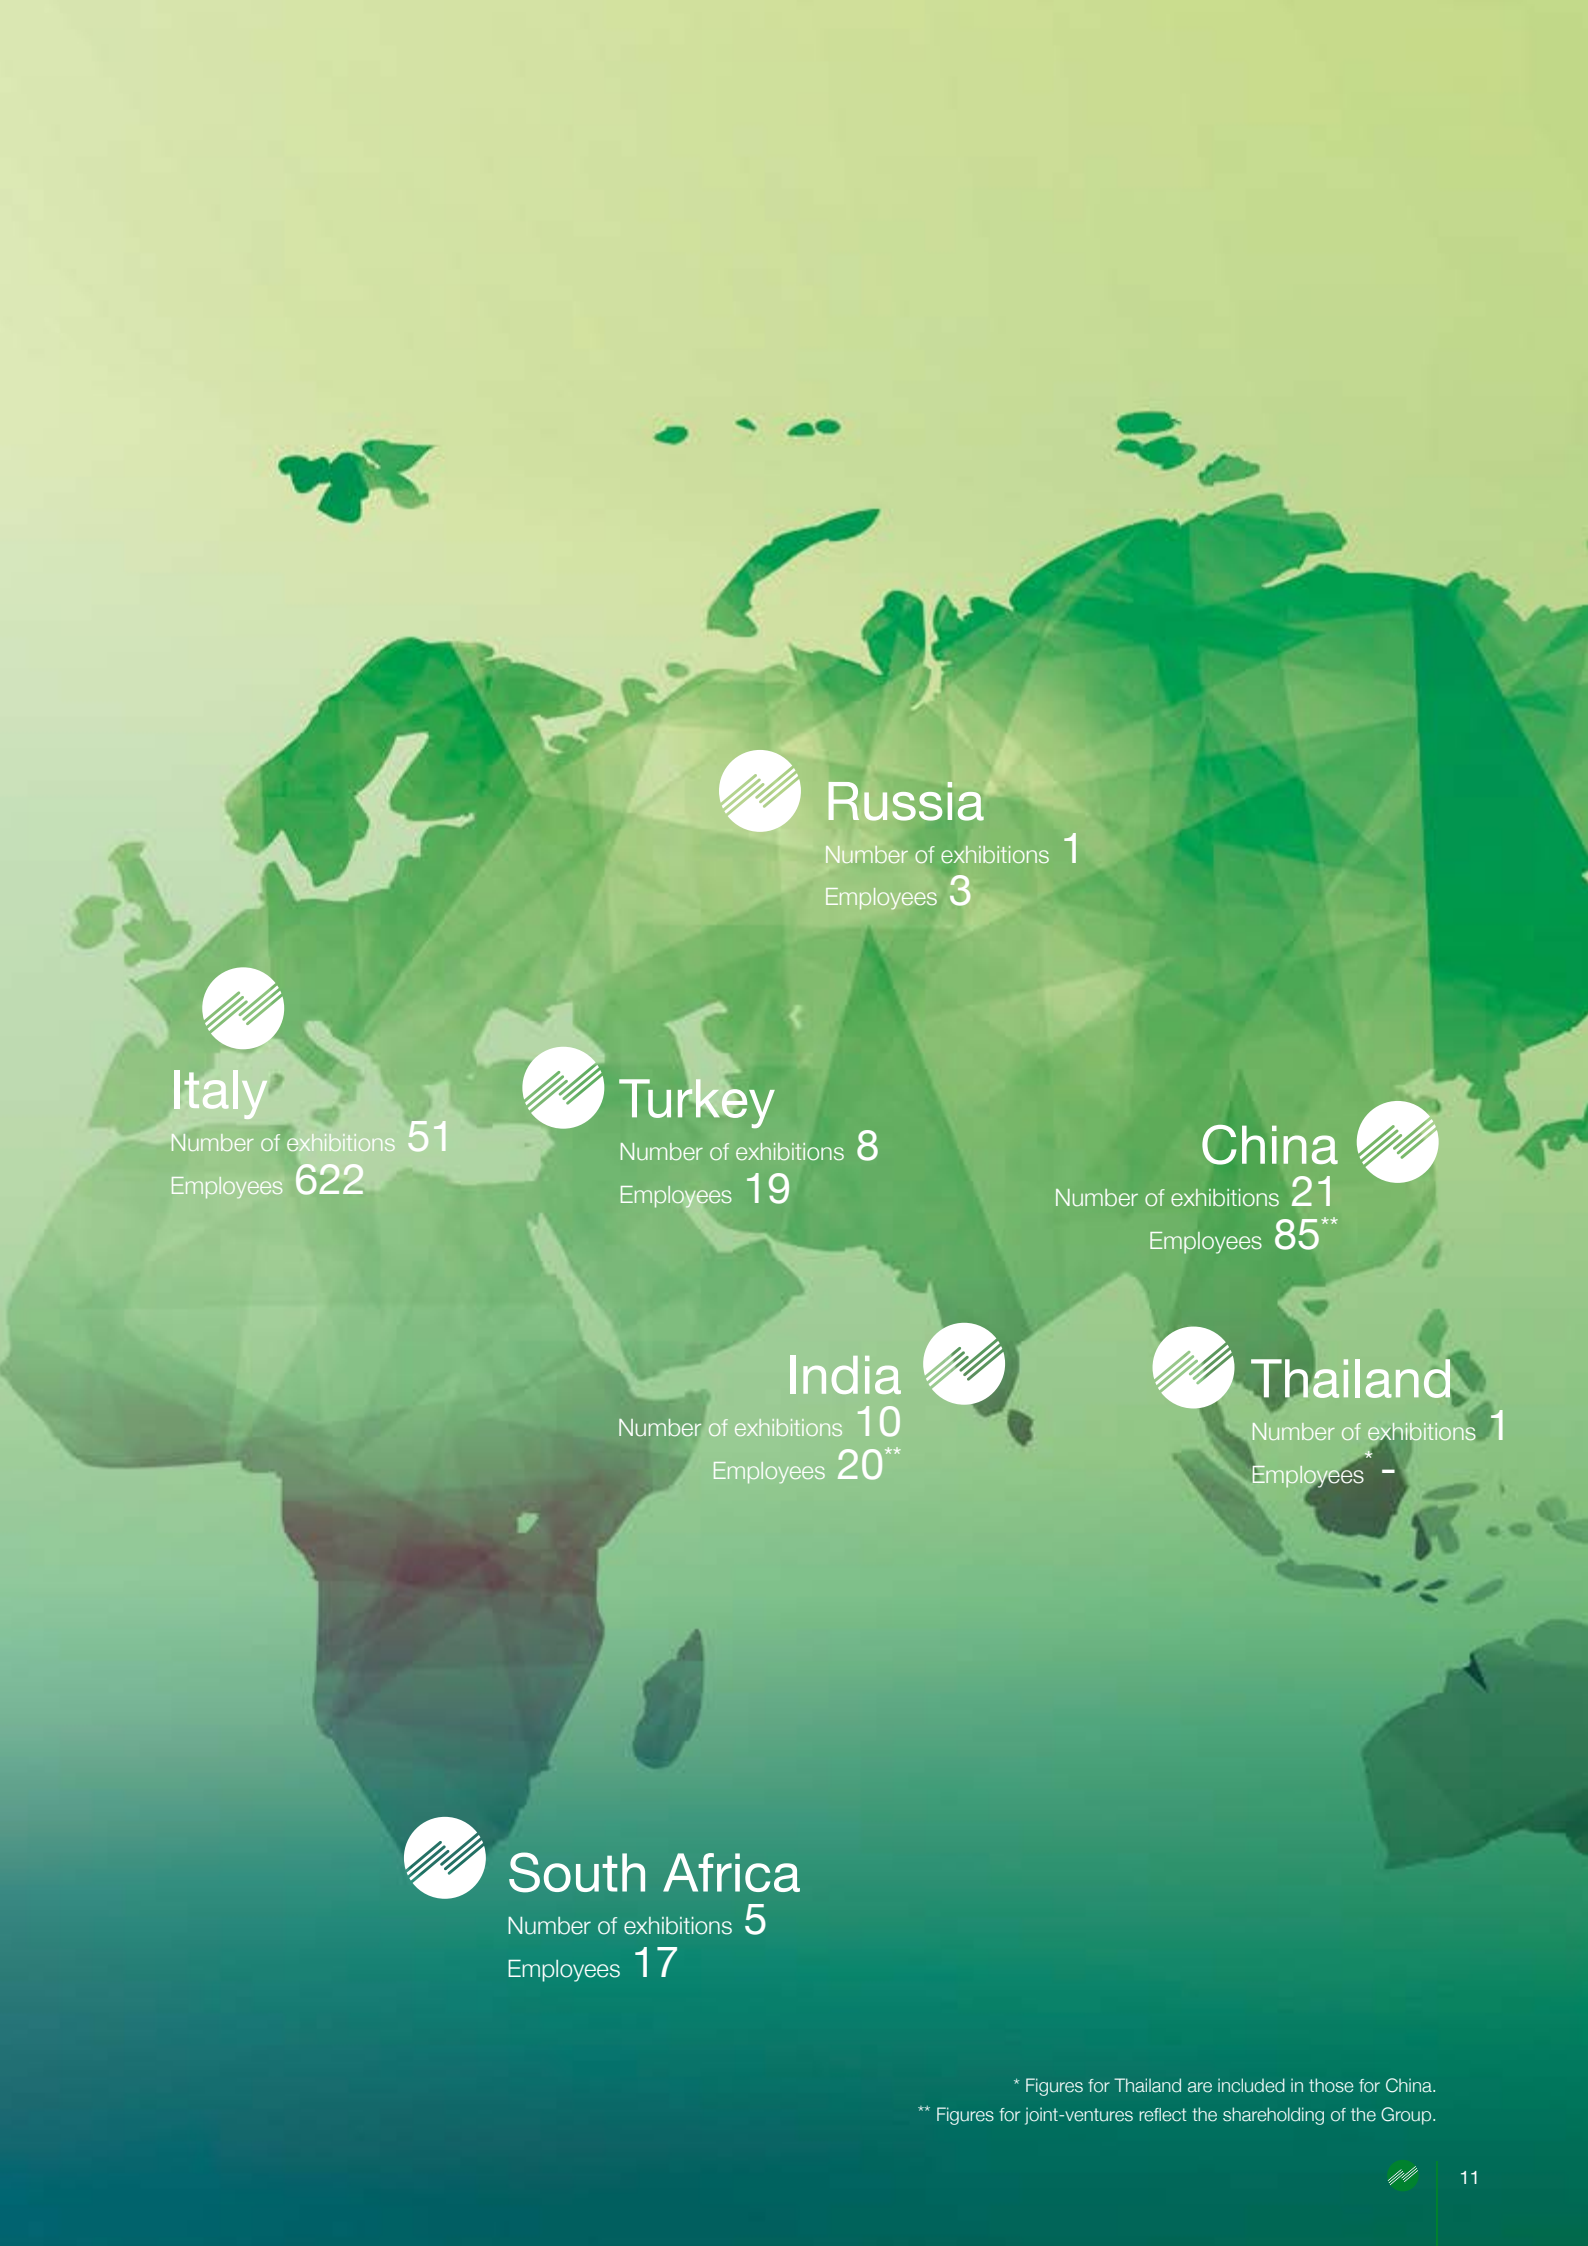 Russia
Number of exhibitions 1
Employees 3
Italy
Number of exhibitions 51
Employees 622
Turkey
Number of exhibitions 8
Employees 19
China
Number of exhibitions 21
Employees 85**
India
Number of exhibitions 10
Employees 20**
Thailand
Number of exhibitions 1
Employees* -
South Africa
Number of exhibitions 5
Employees 17
* Figures for Thailand are included in those for China.
** Figures for joint-ventures reflect the shareholding of the Group.
11